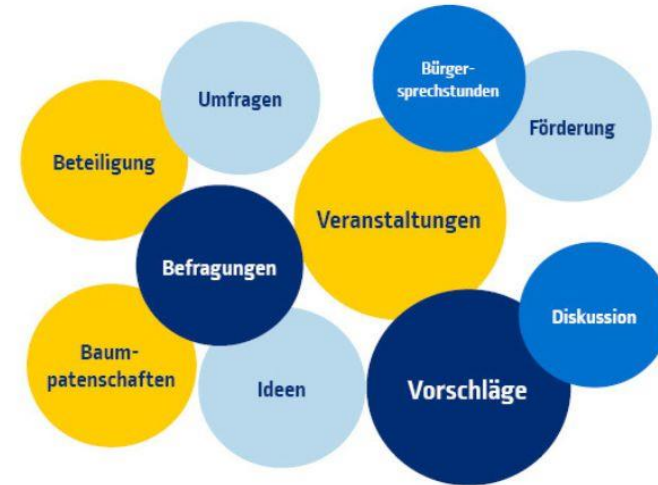 Umfragen
Bürger-
sprechstunden
Förderung
Beteiligung
Veranstaltungen
Befragungen
Diskussion
Baum-
patenschaften
Ideen
Vorschläge